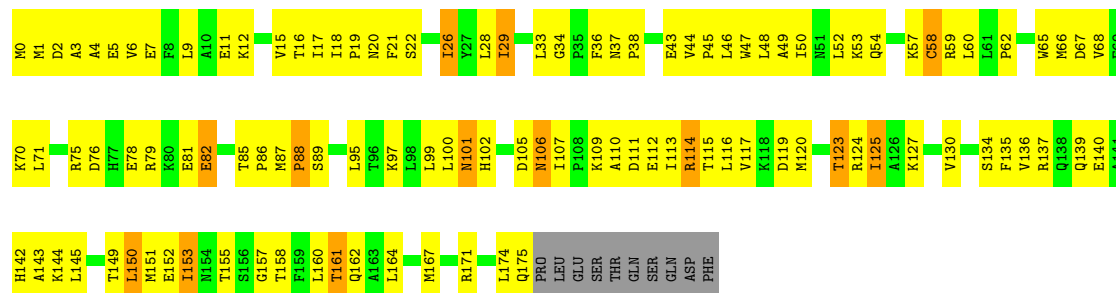 M0 M1 D2 A3 A4 E5 V6 E7 F8 L9 A10 E11 K12 V15 T16 I17 I18 P19 N20 F21 S22 I26 Y27 L28 I29 L33 G34 P35 F36 N37 P38 E43 V44 P45 L46 W47 L48 A49 I50 N51 L52 K53 Q54 K57 C58 R59 L60 L61 P62 W65 M66 D67 V68
K70 L71 R75 D76 H77 E78 R79 K80 E81 E82 T85 P86 M87 P88 S89 L95 T96 K97 L98 L99 L100 N101 H102 D105 N106 I107 P108 K109 A110 D111 E112 I113 R114 T115 L116 V117 K118 D119 M120 T123 R124 I125 A126 K127 V130 S134 F135 V136 R137 Q138 Q139 E140
H142 A143 K144 L145 T149 L150 M151 E152 I153 N154 T155 S156 G157 T158 F159 L160 T161 Q162 A163 L164 M167 R171 L174 Q175 PRO LEU GLU SER THR GLN SER GLN ASP PHE